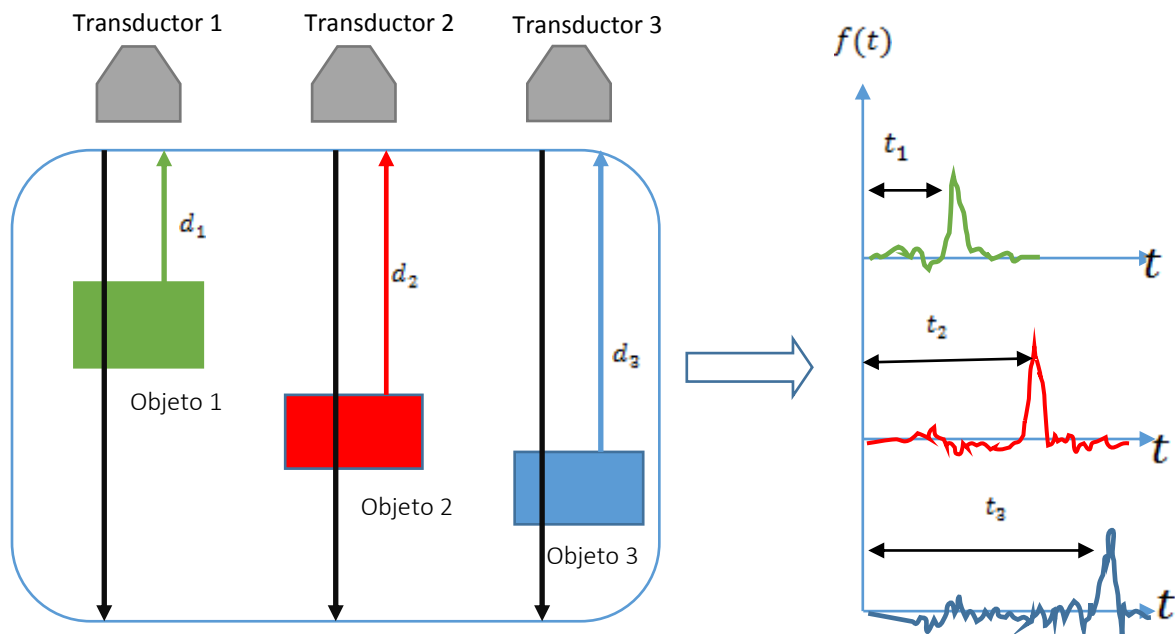 Transductor 1
Transductor 2
Transductor 3
d₁
d₂
d₃
Objeto 1
Objeto 2
Objeto 3
f(t)
t₁
t
t₂
t
t₃
t